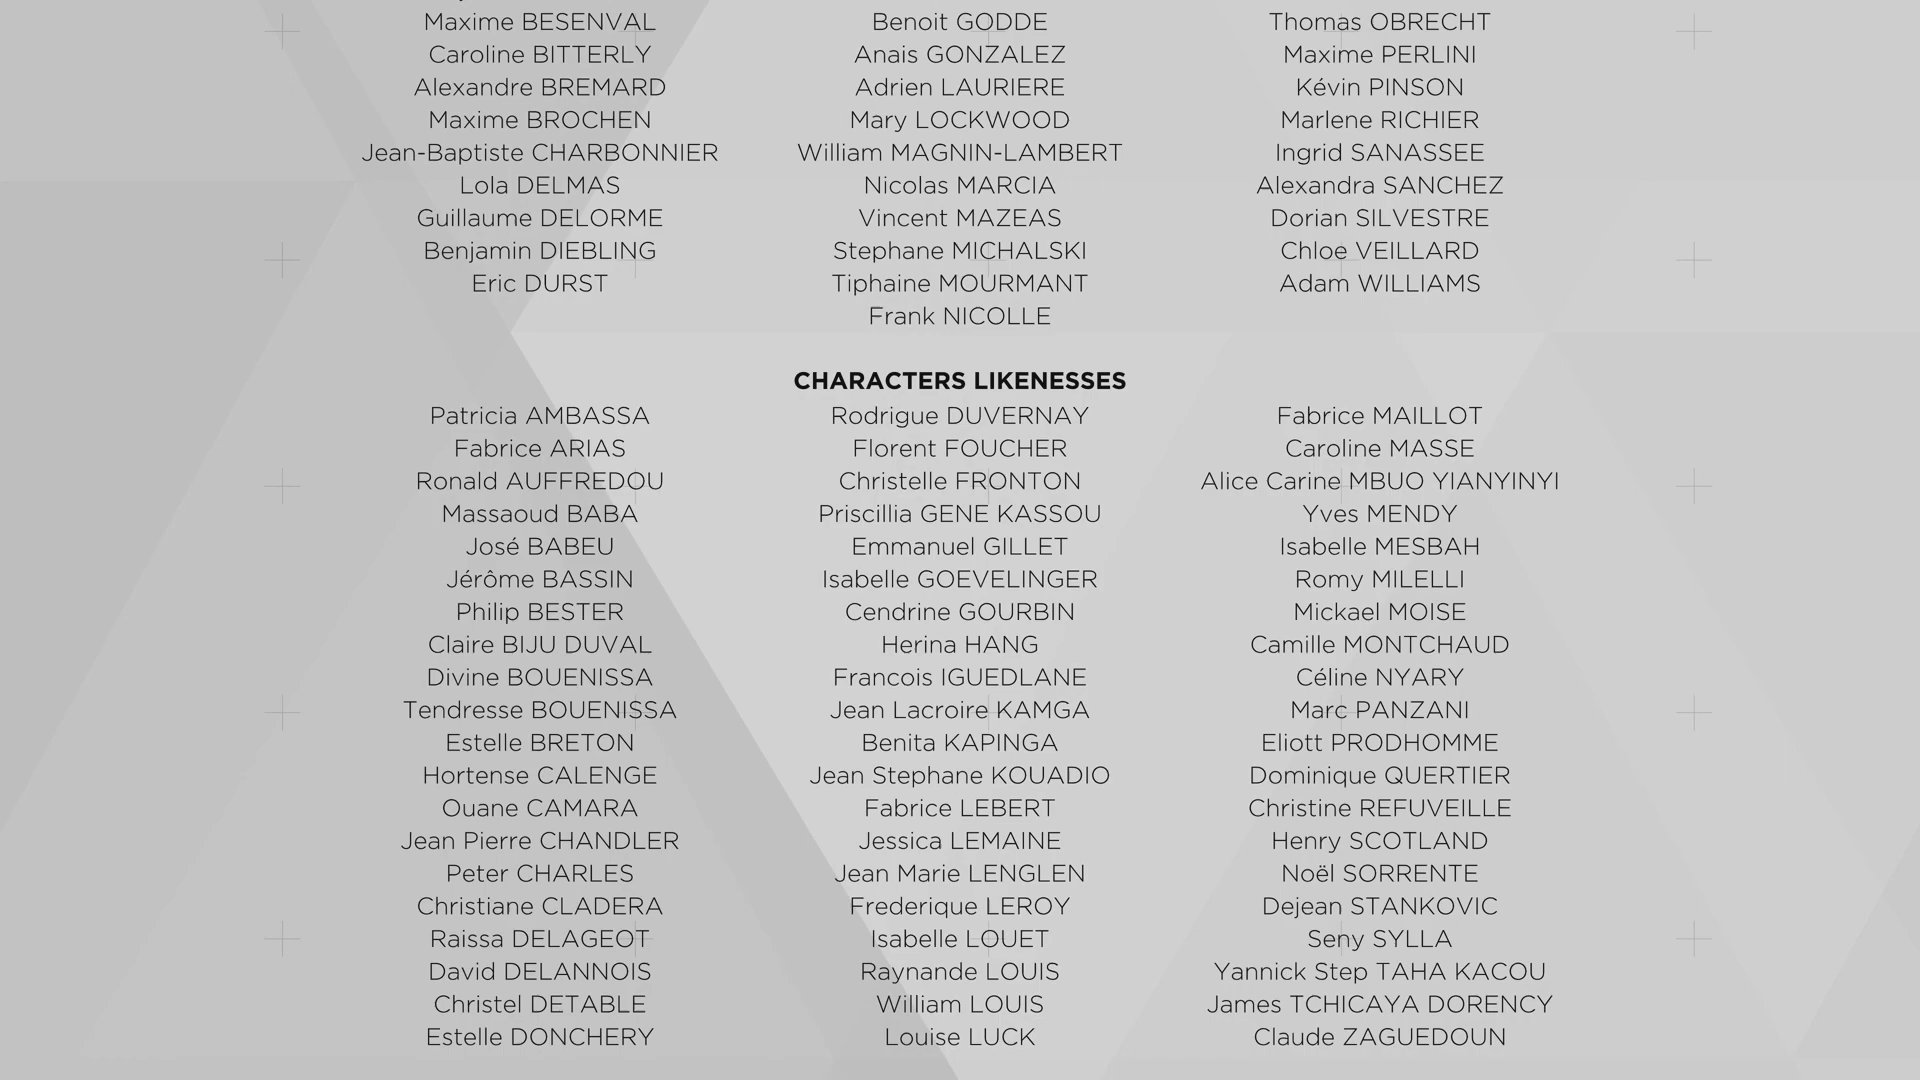 Maxime BESENVAL
Caroline BITTERLY
Alexandre BREMARD
Maxime BROCHEN
Jean-Baptiste CHARBONNIER
Lola DELMAS
Guillaume DELORME
Benjamin DIEBLING
Eric DURST
Benoit GODDE
Anais GONZALEZ
Adrien LAURIERE
Mary LOCKWOOD
William MAGNIN-LAMBERT
Nicolas MARCIA
Vincent MAZEAS
Stephane MICHALSKI
Tiphaine MOURMANT
Frank NICOLLE
Thomas OBRECHT
Maxime PERLINI
Kévin PINSON
Marlene RICHIER
Ingrid SANASSEE
Alexandra SANCHEZ
Dorian SILVESTRE
Chloe VEILLARD
Adam WILLIAMS
CHARACTERS LIKENESSES
Patricia AMBASSA
Fabrice ARIAS
Ronald AUFFREDOU
Massaoud BABA
José BABEU
Jérôme BASSIN
Philip BESTER
Claire BIJU DUVAL
Divine BOUENISSA
Tendresse BOUENISSA
Estelle BRETON
Hortense CALENGE
Ouane CAMARA
Jean Pierre CHANDLER
Peter CHARLES
Christiane CLADERA
Raissa DELAGEOT
David DELANNOIS
Christel DETABLE
Estelle DONCHERY
Rodrigue DUVERNAY
Florent FOUCHER
Christelle FRONTON
Priscillia GENE KASSOU
Emmanuel GILLET
Isabelle GOEVELINGER
Cendrine GOURBIN
Herina HANG
Francois IGUEDLANE
Jean Lacroire KAMGA
Benita KAPINGA
Jean Stephane KOUADIO
Fabrice LEBERT
Jessica LEMAINE
Jean Marie LENGLEN
Frederique LEROY
Isabelle LOUET
Raynande LOUIS
William LOUIS
Louise LUCK
Fabrice MAILLOT
Caroline MASSE
Alice Carine MBUO YIANYINYI
Yves MENDY
Isabelle MESBAH
Romy MILELLI
Mickael MOISE
Camille MONTCHAUD
Céline NYARY
Marc PANZANI
Eliott PRODHOMME
Dominique QUERTIER
Christine REFUVEILLE
Henry SCOTLAND
Noël SORRENTE
Dejean STANKOVIC
Seny SYLLA
Yannick Step TAHA KACOU
James TCHICAYA DORENCY
Claude ZAGUEDOUN